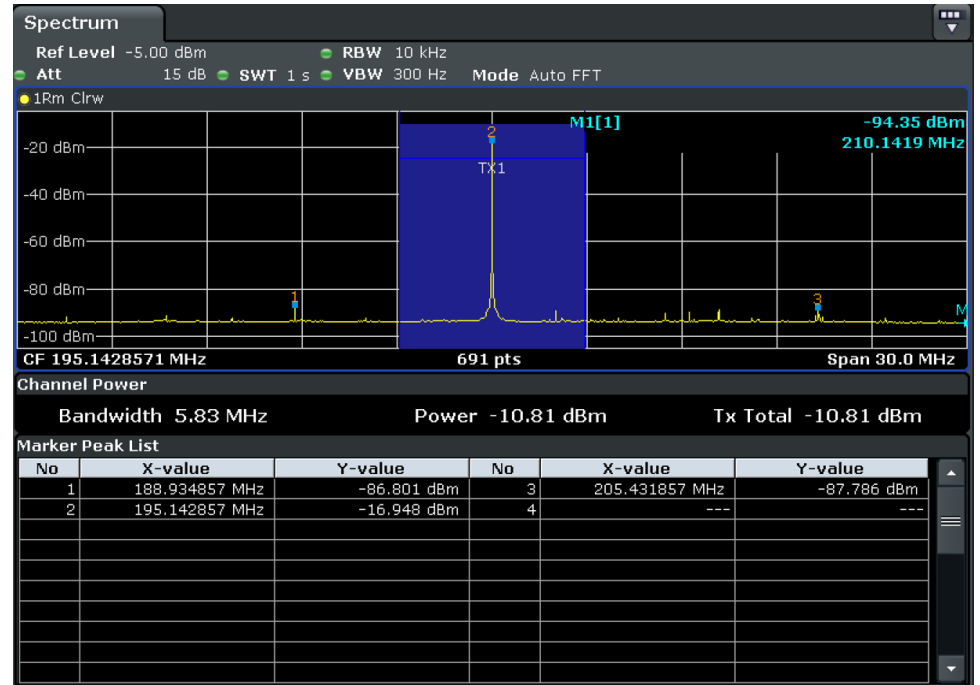 Spectrum
Ref Level -5.00 dBm RBW 10 kHz
Att 15 dB SWT 1 s VBW 300 Hz Mode Auto FFT
1Rm Clrw
M1[1] -94.35 dBm
210.1419 MHz
2
-20 dBm
TX1
-40 dBm
-60 dBm
-80 dBm
1
3
M
-100 dBm
CF 195.1428571 MHz 691 pts Span 30.0 MHz
Channel Power
Bandwidth 5.83 MHz Power -10.81 dBm Tx Total -10.81 dBm
Marker Peak List
No X-value Y-value No X-value Y-value
1 188.934857 MHz -86.801 dBm 3 205.431857 MHz -87.786 dBm
2 195.142857 MHz -16.948 dBm 4 --- ---